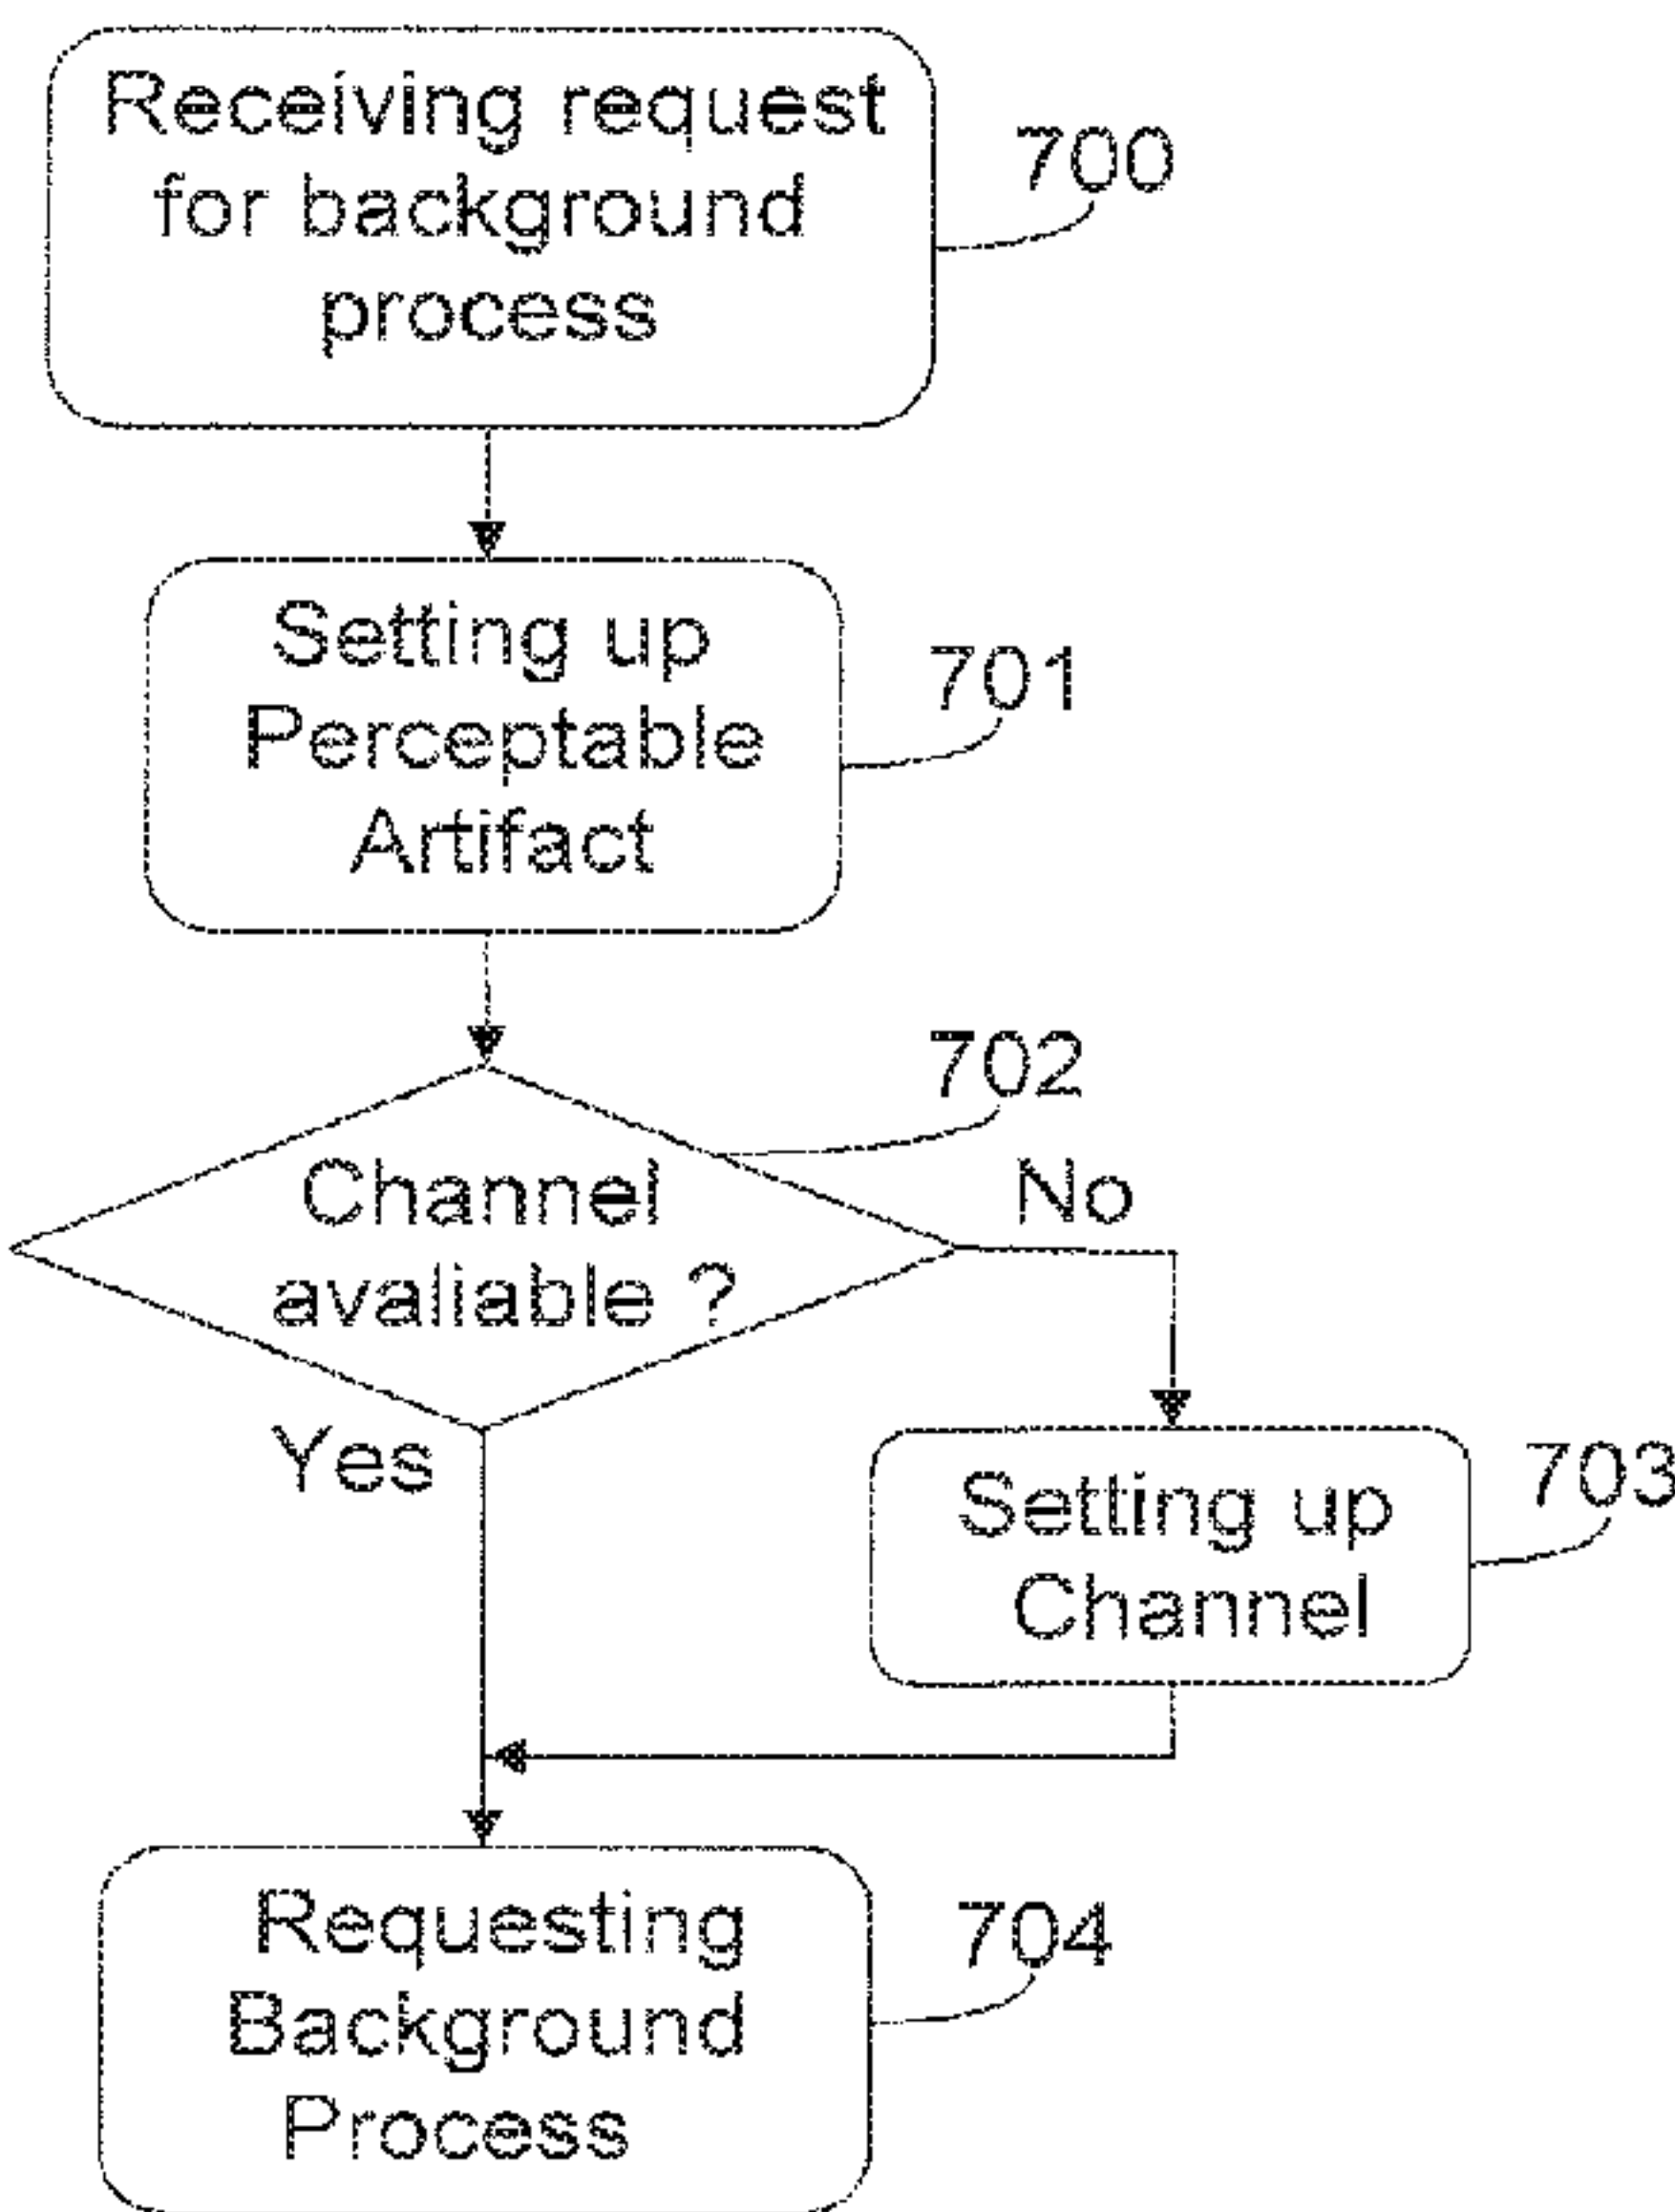 Receiving request
for background
process
700
Setting up
Perceptable
Artifact
701
702
Channel
avaliable ?
No
Yes
Setting up
Channel
703
Requesting
Background
Process
704